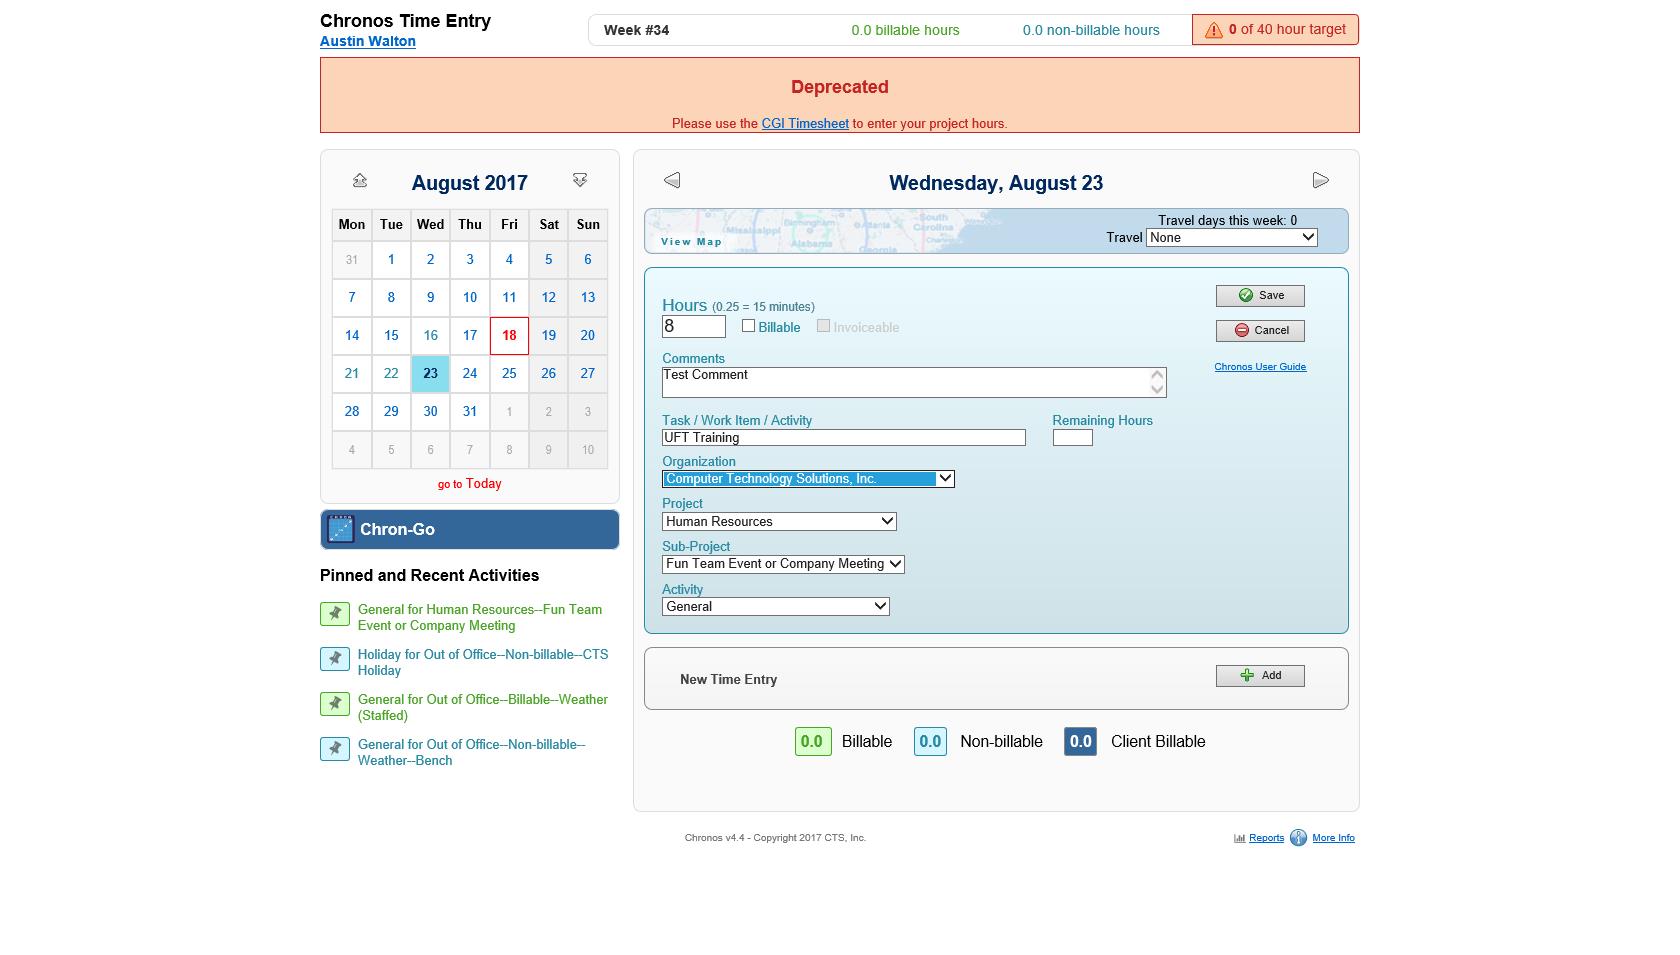 Chronos Time Entry
Austin Walton
Week #34
0.0 billable hours
0.0 non-billable hours
0 of 40 hour target
Deprecated
Please use the CGI Timesheet to enter your project hours.
August 2017
Mon Tue Wed Thu Fri Sat Sun
31 1 2 3 4 5 6
7 8 9 10 11 12 13
14 15 16 17 18 19 20
21 22 23 24 25 26 27
28 29 30 31 1 2 3
4 5 6 7 8 9 10
go to Today
Chron-Go
Pinned and Recent Activities
General for Human Resources--Fun Team
Event or Company Meeting
Holiday for Out of Office--Non-billable--CTS
Holiday
General for Out of Office--Billable--Weather
(Staffed)
General for Out of Office--Non-billable--
Weather--Bench
Wednesday, August 23
Mississippi
Birmingham
Alabama
Atlanta
Georgia
South
Carolina
View Map
Travel days this week: 0
Travel None
Hours (0.25 = 15 minutes)
8 Billable Invoiceable
Save
Cancel
Chronos User Guide
Comments
Test Comment
Task / Work Item / Activity
UFT Training
Remaining Hours
Organization
Computer Technology Solutions, Inc.
Project
Human Resources
Sub-Project
Fun Team Event or Company Meeting
Activity
General
New Time Entry
Add
0.0 Billable 0.0 Non-billable 0.0 Client Billable
Chronos v4.4 - Copyright 2017 CTS, Inc.
Reports
More Info